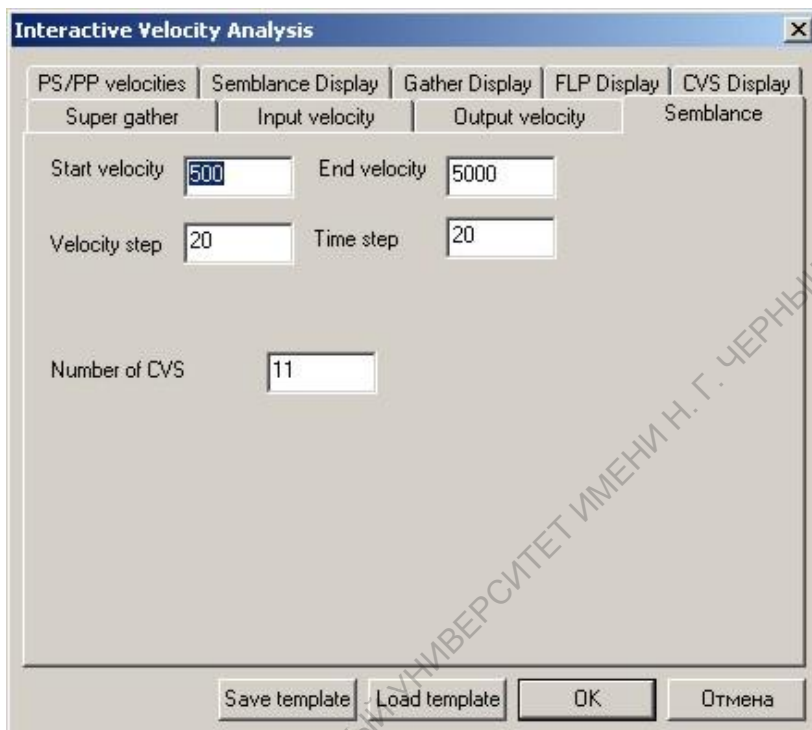 Interactive Velocity Analysis
PS/PP velocities Semblance Display Gather Display FLP Display CVS Display
Super gather Input velocity Output velocity Semblance
Start velocity 500 End velocity 5000
Velocity step 20 Time step 20
Number of CVS 11
Save template Load template OK Отмена
УНИВЕРСИТЕТ ИМЕНИ Н. Г.